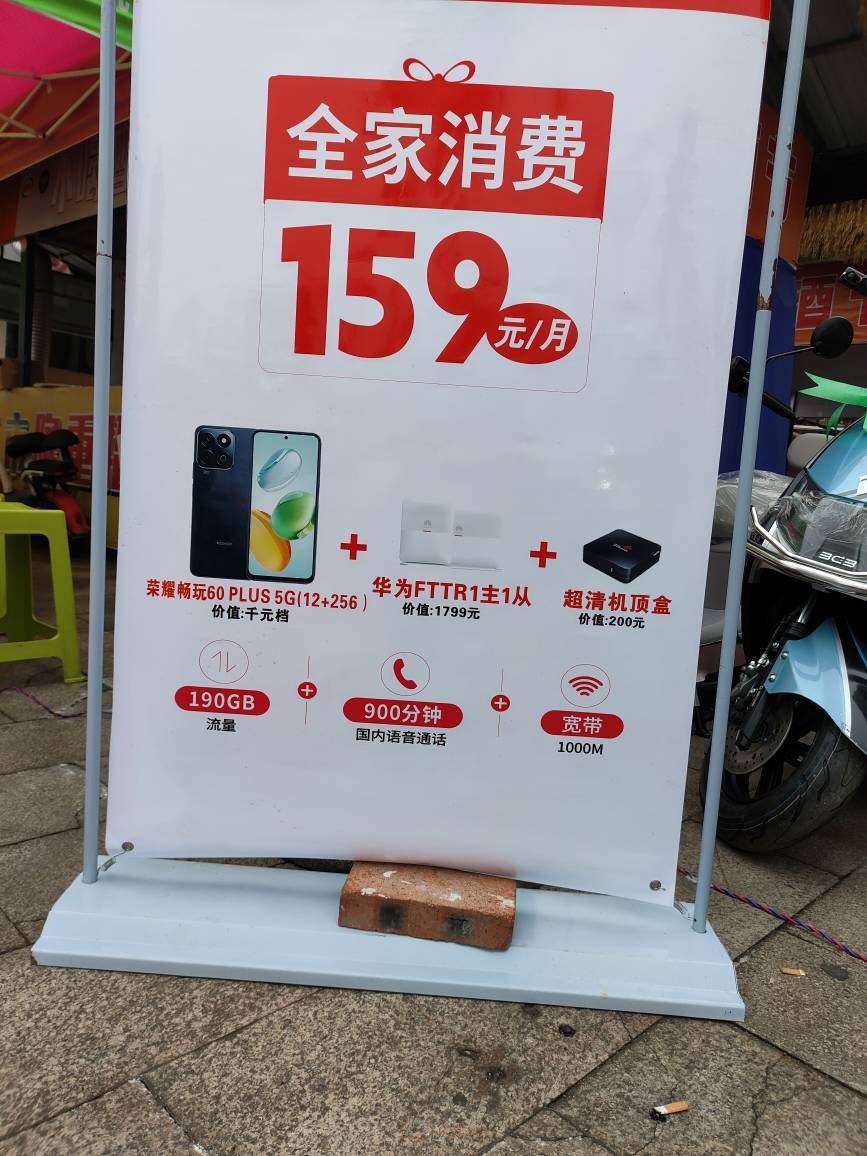 全家消费
159元/月
荣耀畅玩60 PLUS 5G(12+256)
价值:千元档
+
华为FTTR1主1从
价值:1799元
+
超清机顶盒
价值:200元
190GB
流量
+
900分钟
国内语音通话
+
宽带
1000M